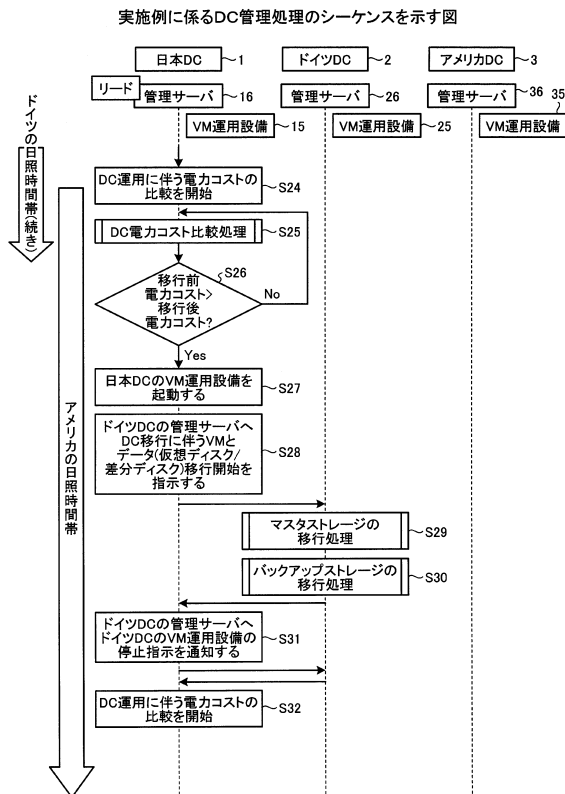 実施例に係るDC管理処理のシーケンスを示す図
日本DC
1
ドイツDC
2
アメリカDC
3
リード
管理サーバ
16
管理サーバ
26
管理サーバ
36
VM運用設備
15
VM運用設備
25
VM運用設備
35
ドイツの日照時間帯(続き)
アメリカの日照時間帯
DC運用に伴う電力コストの
比較を開始
S24
DC電力コスト比較処理
S25
移行前
電力コスト>
移行後
電力コスト?
S26
No
Yes
日本DCのVM運用設備を
起動する
S27
ドイツDCの管理サーバへ
DC移行に伴うVMと
データ(仮想ディスク/
差分ディスク)移行開始を
指示する
S28
マスタストレージの
移行処理
S29
バックアップストレージの
移行処理
S30
ドイツDCの管理サーバへ
ドイツDCのVM運用設備の
停止指示を通知する
S31
DC運用に伴う電力コストの
比較を開始
S32